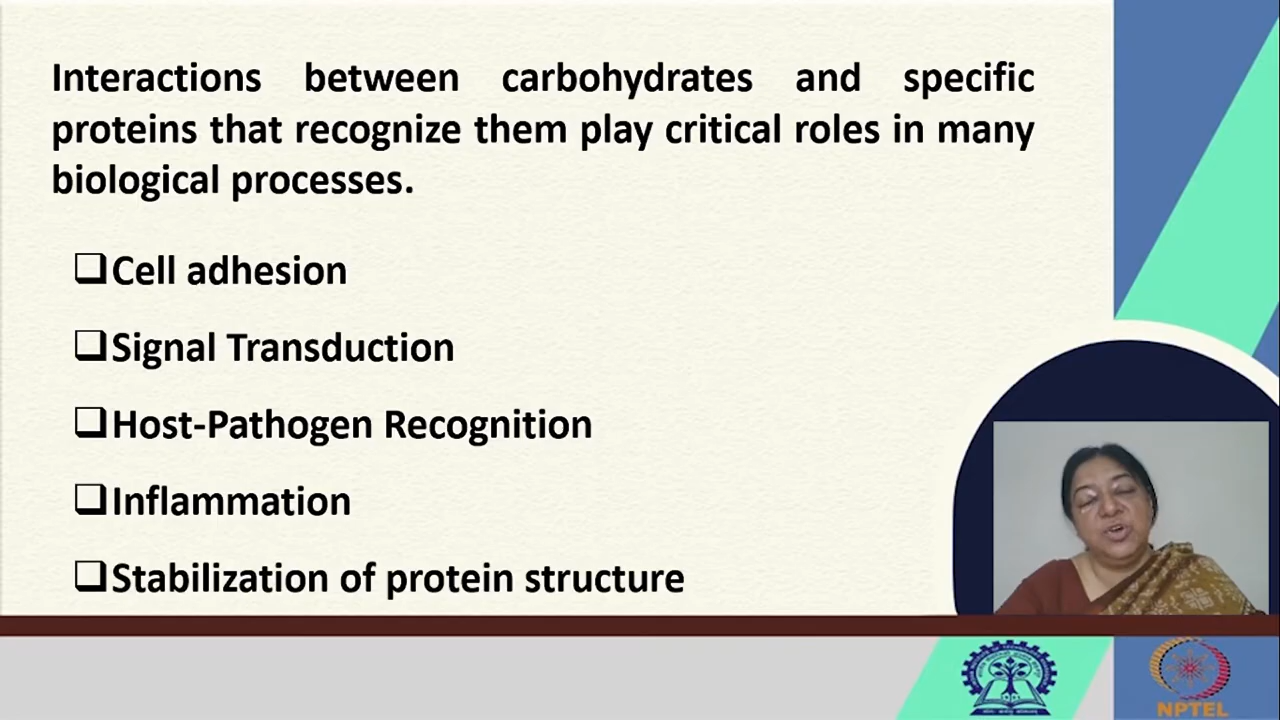 Interactions between carbohydrates and specific
proteins that recognize them play critical roles in many
biological processes.
❑Cell adhesion
❑Signal Transduction
❑Host-Pathogen Recognition
❑Inflammation
❑Stabilization of protein structure
NPTEL